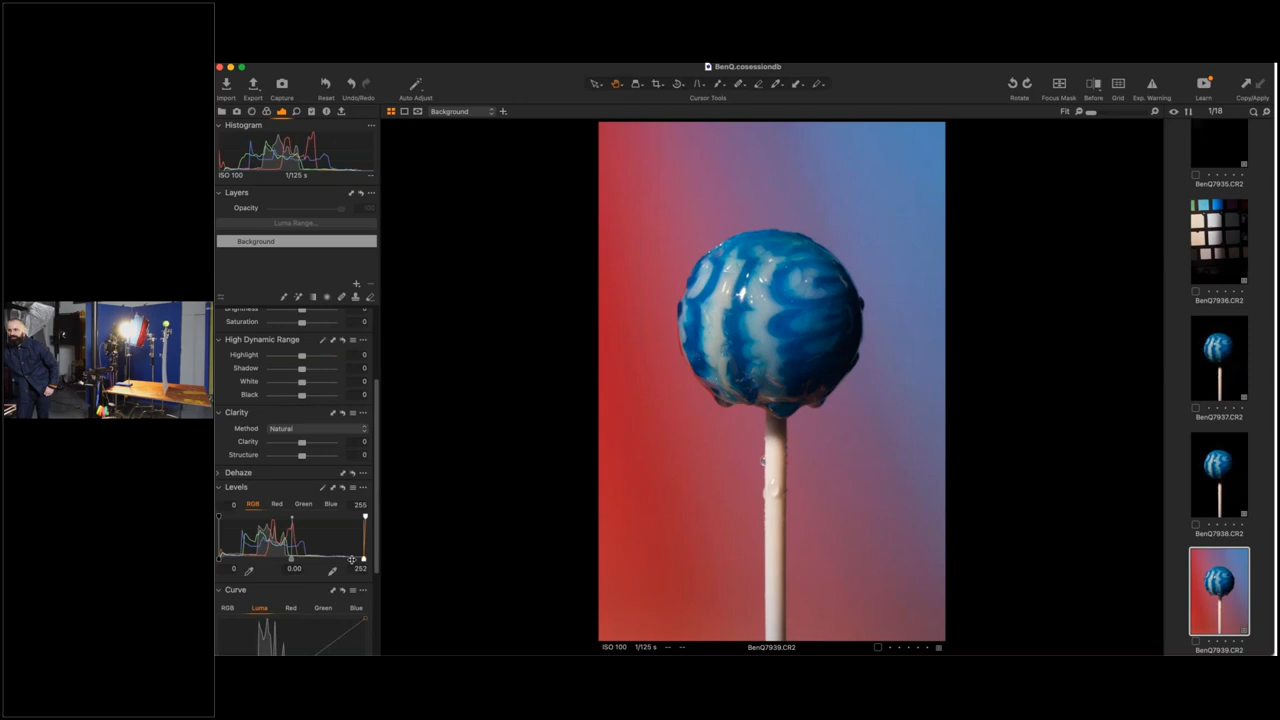 BenQ.cosessiondb
Import Export Capture Reset Undo/Redo Auto Adjust Cursor Tools Rotate Focus Mask Before Grid Exp. Warning Learn Copy/Apply
Background Fit 1/18
Histogram
ISO 100 1/125 s --
Layers
Opacity 100
Luma Range...
Background
Brightness 0
Saturation 0
High Dynamic Range
Highlight 0
Shadow 0
White 0
Black 0
Clarity
Method Natural
Clarity 0
Structure 0
Dehaze
Levels
0 RGB Red Green Blue 255
0 0.00 252
Curve
RGB Luma Red Green Blue
ISO 100 1/125 s -- -- BenQ7939.CR2
BenQ7935.CR2
BenQ7936.CR2
BenQ7937.CR2
BenQ7938.CR2
BenQ7939.CR2